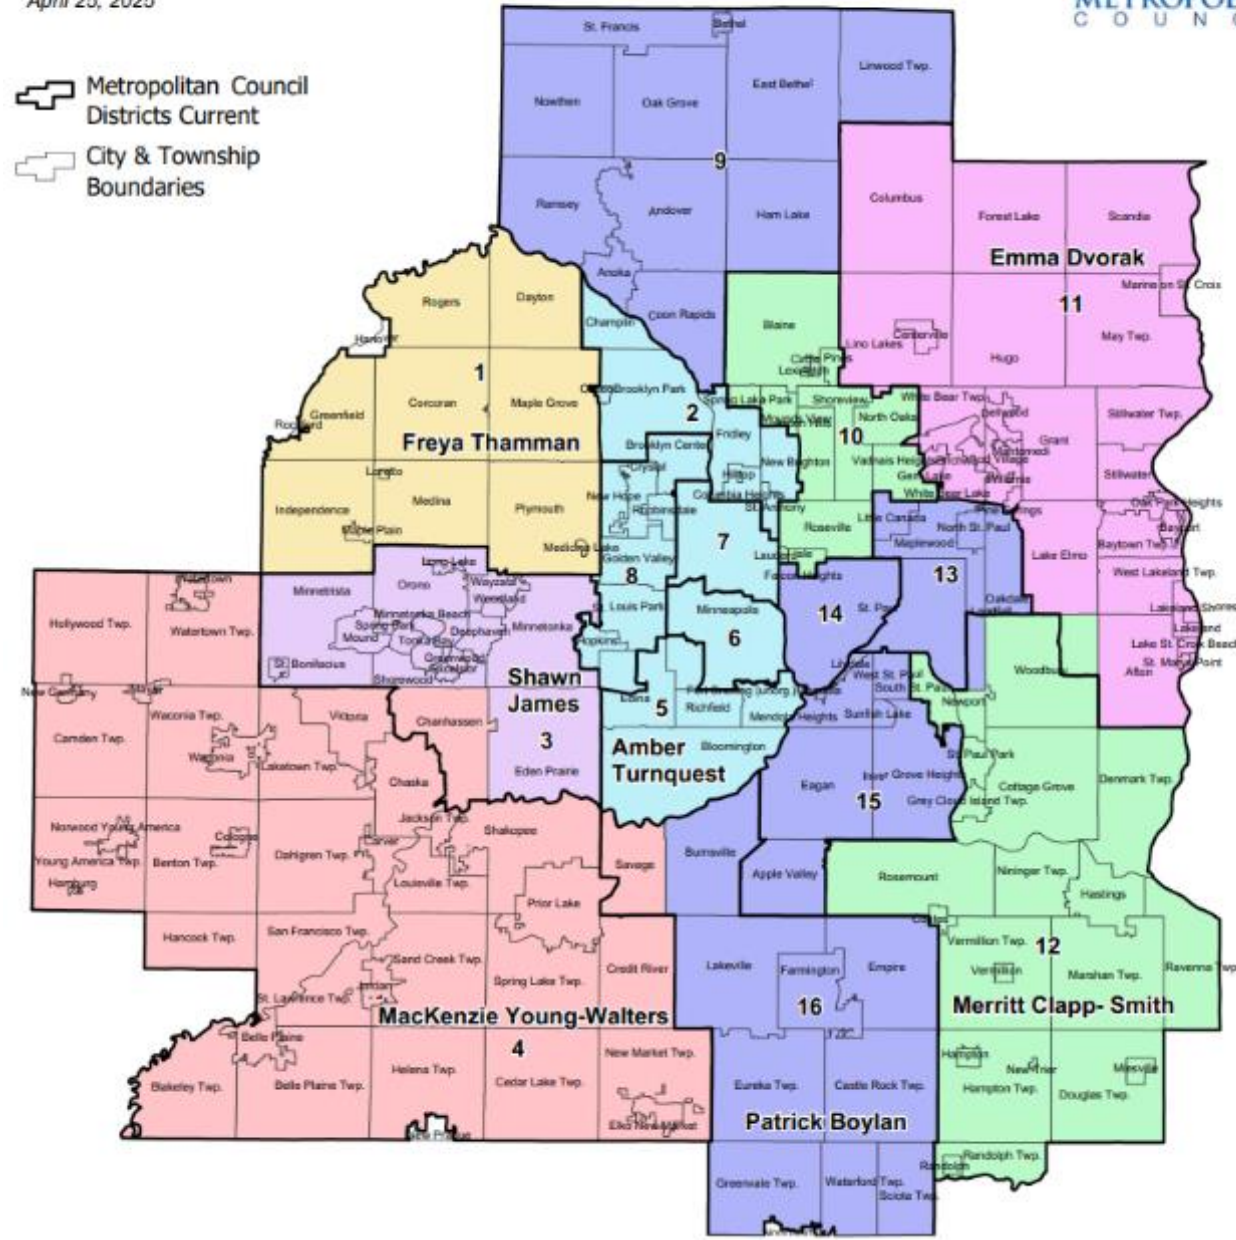 April 25, 2025
C O U N C
Metropolitan Council
Districts Current
City & Township
Boundaries
St. Francis
Bethel
Linwood Twp.
East Bethel
Nowthen
Oak Grove
9
Ramsey
Andover
Ham Lake
Columbus
Forest Lake
Scandia
Emma Dvorak
Anoka
Rogers
Dayton
Marine on St. Croix
11
Champlin
Coon Rapids
Blaine
May Twp.
Lino Lakes
Centerville
Hugo
1
Corcoran
Maple Grove
Greenfield
Brooklyn Park
2
Spring Lake Park
Shoreview
White Bear Twp.
Dellwood
Stillwater Twp.
North Oaks
Mounds View
Freya Thamman
Brooklyn Center
Fridley
10
Grant
Mahtomedi
New Brighton
Crystal
Hilltop
Stillwater
Loreto
Medina
Independence
Plymouth
New Hope
Robbinsdale
Columbia Heights
St. Anthony
White Bear Lake
Maple Plain
Roseville
Little Canada
North St. Paul
Maplewood
Bayport
Baytown Twp.
Medicine Lake
Golden Valley
7
Lake Elmo
8
Falcon Heights
13
West Lakeland Twp.
Long Lake
Orono
Wayzata
Woodland
Minnetrista
Watertown Twp.
Hollywood Twp.
St. Louis Park
Minneapolis
14
Oakdale
Lakeland Shores
Lakeland
Minnetonka Beach
Spring Park
Mound
Tonka Bay
Deephaven
Minnetonka
Hopkins
6
Lake St. Croix Beach
St. Marys Point
Greenwood
St. Bonifacius
Shorewood
Shawn
James
Lilydale
West St. Paul
South St. Paul
Woodbury
Afton
New Germany
Mayer
Edina
5
Richfield
Mendota Heights
Sunfish Lake
Newport
Waconia Twp.
Victoria
Chanhassen
Camden Twp.
3
Amber
Turnquest
Bloomington
St. Paul Park
Waconia
Laketown Twp.
Chaska
Eden Prairie
Eagan
Inver Grove Heights
15
Grey Cloud Island Twp.
Cottage Grove
Denmark Twp.
Norwood Young America
Cologne
Jackson Twp.
Shakopee
Carver
Young America Twp.
Benton Twp.
Dahlgren Twp.
Savage
Burnsville
Apple Valley
Rosemount
Nininger Twp.
Hamburg
Louisville Twp.
Prior Lake
Hastings
Hancock Twp.
San Francisco Twp.
Sand Creek Twp.
Spring Lake Twp.
Credit River
Lakeville
Farmington
Empire
Vermillion Twp.
12
Vermillion
Marshan Twp.
Ravenna Twp
St. Lawrence Twp.
Jordan
MacKenzie Young-Walters
16
Merritt Clapp- Smith
Belle Plaine
4
New Market Twp.
Hampton
New Trier
Miesville
Blakeley Twp.
Belle Plaine Twp.
Helena Twp.
Cedar Lake Twp.
Eureka Twp.
Castle Rock Twp.
Hampton Twp.
Douglas Twp.
Elko New Market
Patrick Boylan
Randolph Twp.
Randolph
Greenvale Twp.
Waterford Twp.
Sciota Twp.